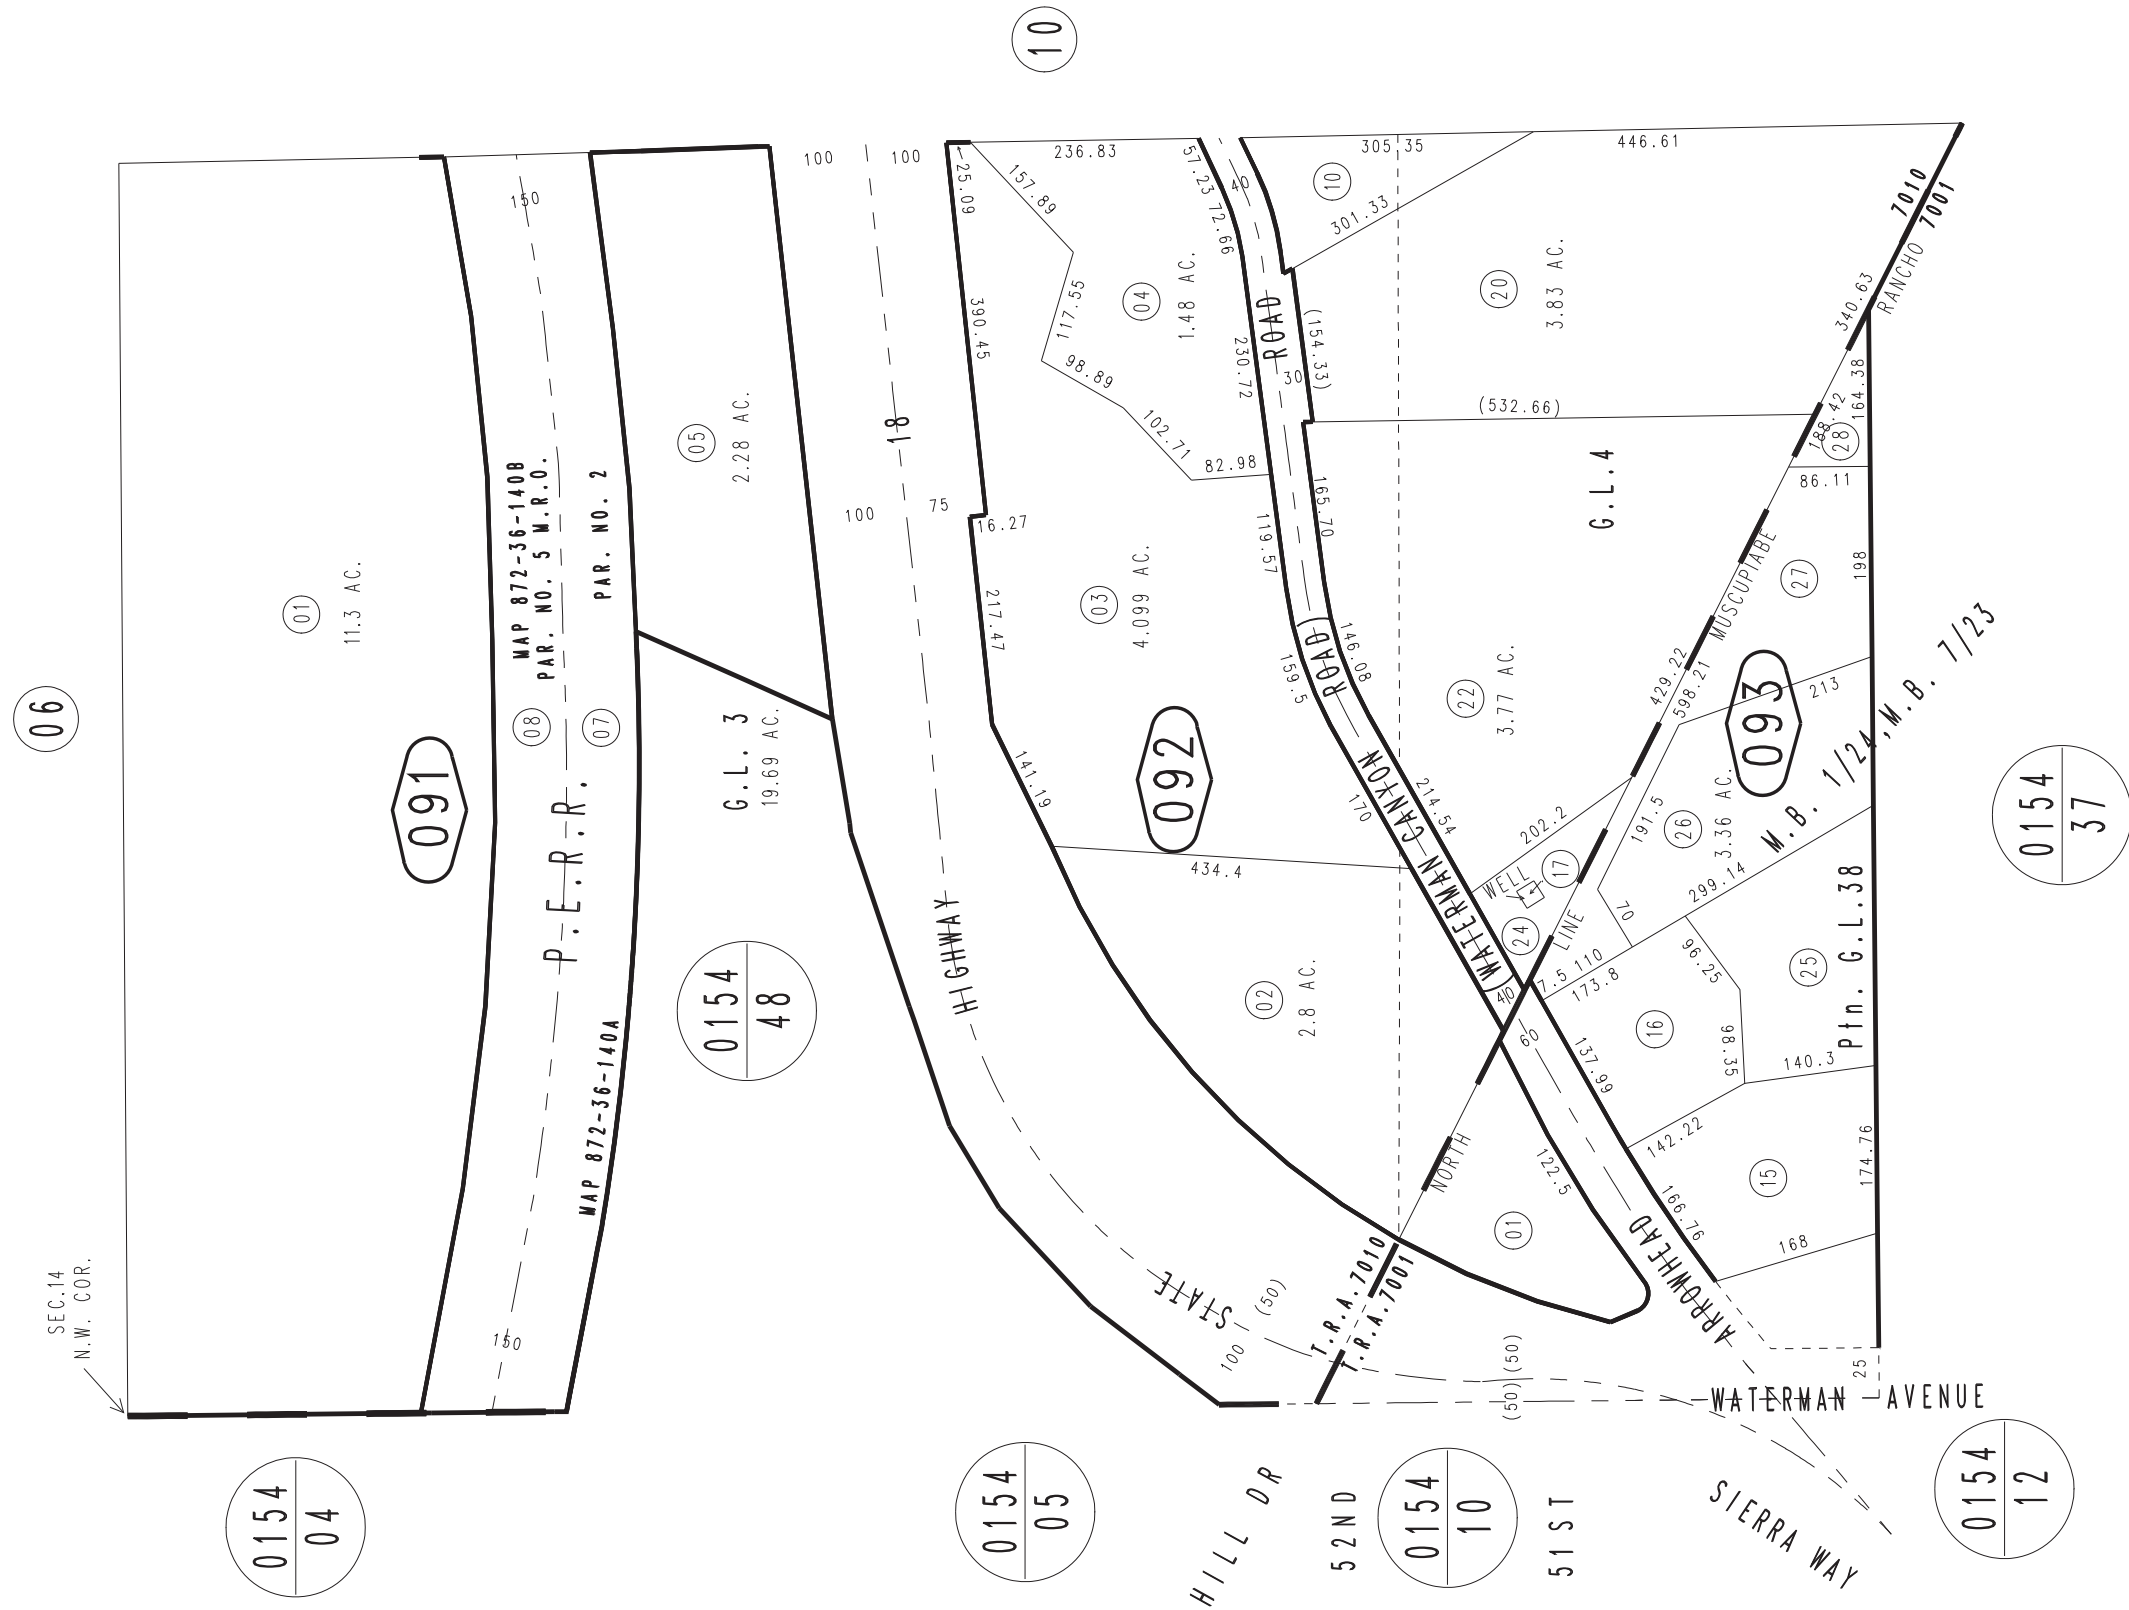 10
06
SEC.14
N.W. COR.
01
11.3 AC.
091
150
MAP 872-36-140B
PAR. NO. 5 M.R.O.
PAR. NO. 2
08
07
P.E.R.R.
MAP 872-36-140A
150
05
2.28 AC.
G.L. 3
19.69 AC.
0154
48
100
100
18
100
75
STATE
HIGHWAY
100
(50)
25.09
390.45
16.27
217.47
141.19
236.83
157.89
117.55
98.89
102.71
82.98
04
1.48 AC.
57.23
72.66
230.72
119.57
159.5
170
03
4.099 AC.
092
434.4
02
2.8 AC.
40
ROAD
30
(154.33)
165.70
146.08
214.54
(WATERMAN CANYON
ROAD)
40
60
10
305.35
301.33
446.61
20
3.83 AC.
(532.66)
G.L.4
22
3.77 AC.
202.2
WELL
17
24
7010
7001
RANCHO
MUSCUPIABE
LINE
NORTH
340.63
188.42
164.38
28
86.11
198
27
429.22
598.21
213
093
191.5
26
3.36 AC.
70
299.14
M.B. 1/24, M.B. 7/23
7.5
110
173.8
96.25
98.35
25
140.3
Ptn. G.L.38
16
137.99
142.22
15
166.76
174.76
168
01
122.5
ARROWHEAD
T.R.A. 7010
T.R.A. 7001
(50)
(50)
25
WATERMAN AVENUE
0154
37
0154
04
0154
05
HILL DR
52ND
0154
10
51ST
SIERRA WAY
0154
12